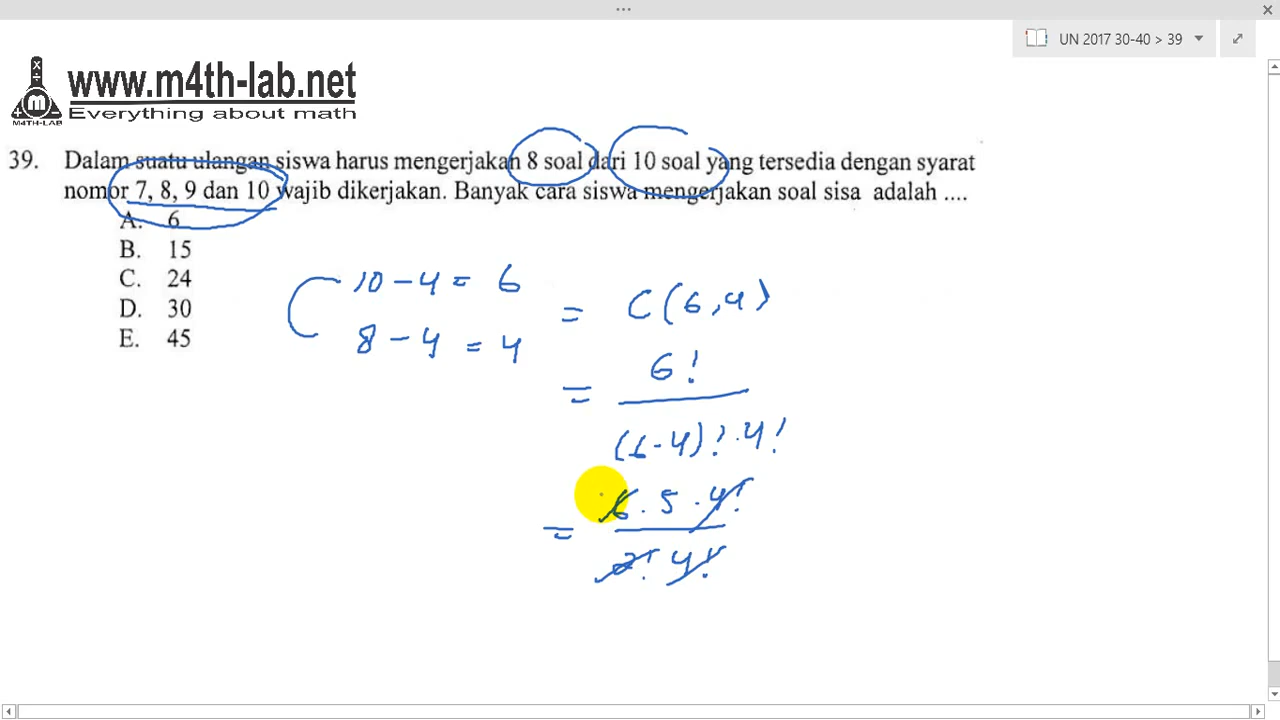 ...
UN 2017 30-40 > 39
www.m4th-lab.net
Everything about math
M4TH-LAB
39. Dalam suatu ulangan siswa harus mengerjakan 8 soal dari 10 soal yang tersedia dengan syarat
nomor 7, 8, 9 dan 10 wajib dikerjakan. Banyak cara siswa mengerjakan soal sisa adalah ....
A. 6
B. 15
C. 24
D. 30
E. 45
C 10 - 4 = 6
8 - 4 = 4
= C(6,4)
= 6!
(6-4)! . 4!
= 6 . 5 . 4!
2! 4!